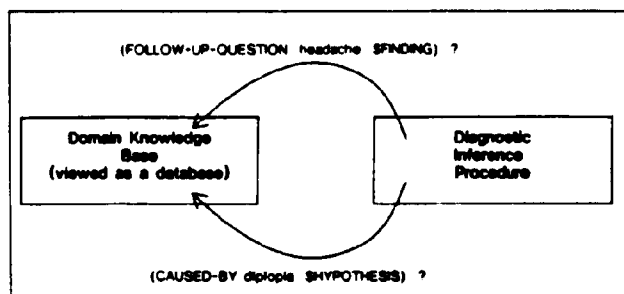 (FOLLOW-UP-QUESTION headache $FINDING) ?
Domain Knowledge
Base
(viewed as a database)
Diagnostic
Inference
Procedure
(CAUSED-BY diplopia $HYPOTHESIS) ?